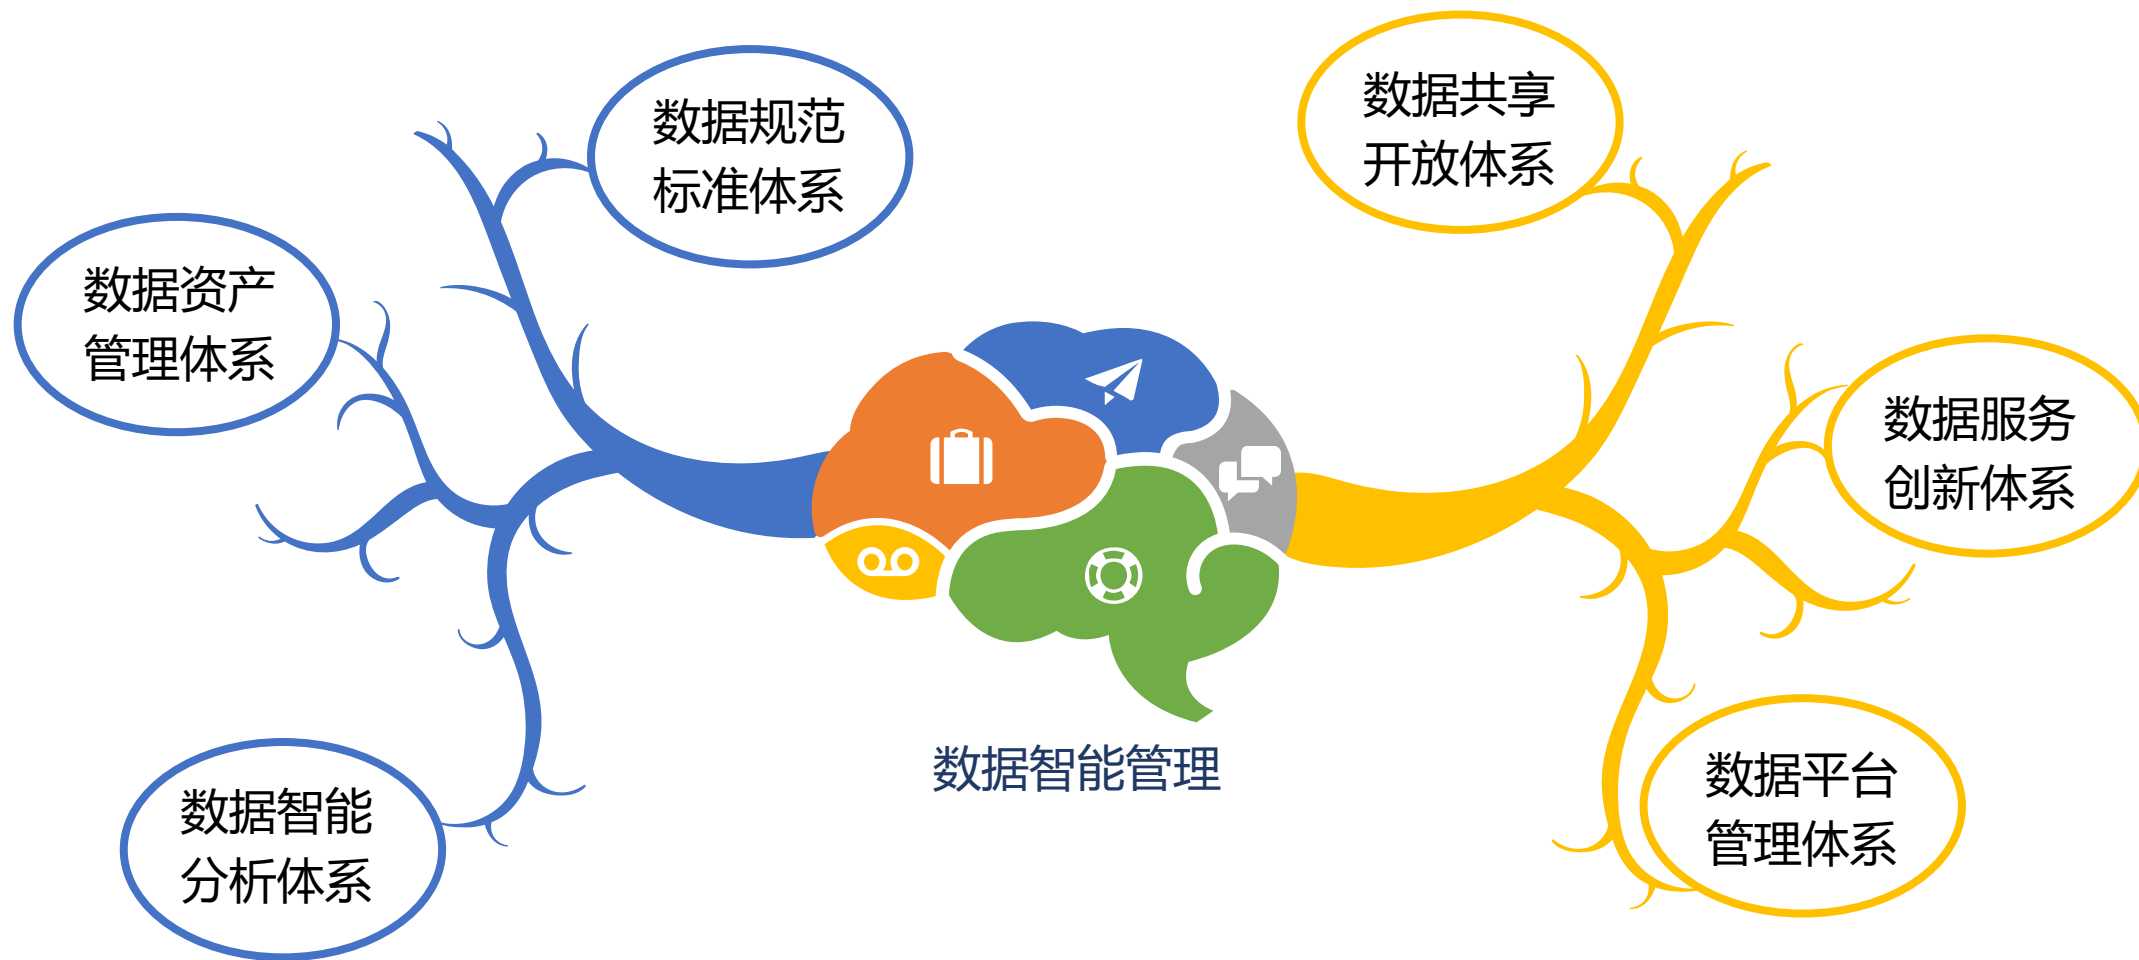 数据规范
标准体系
数据共享
开放体系
数据资产
管理体系
数据服务
创新体系
数据智能管理
数据智能
分析体系
数据平台
管理体系